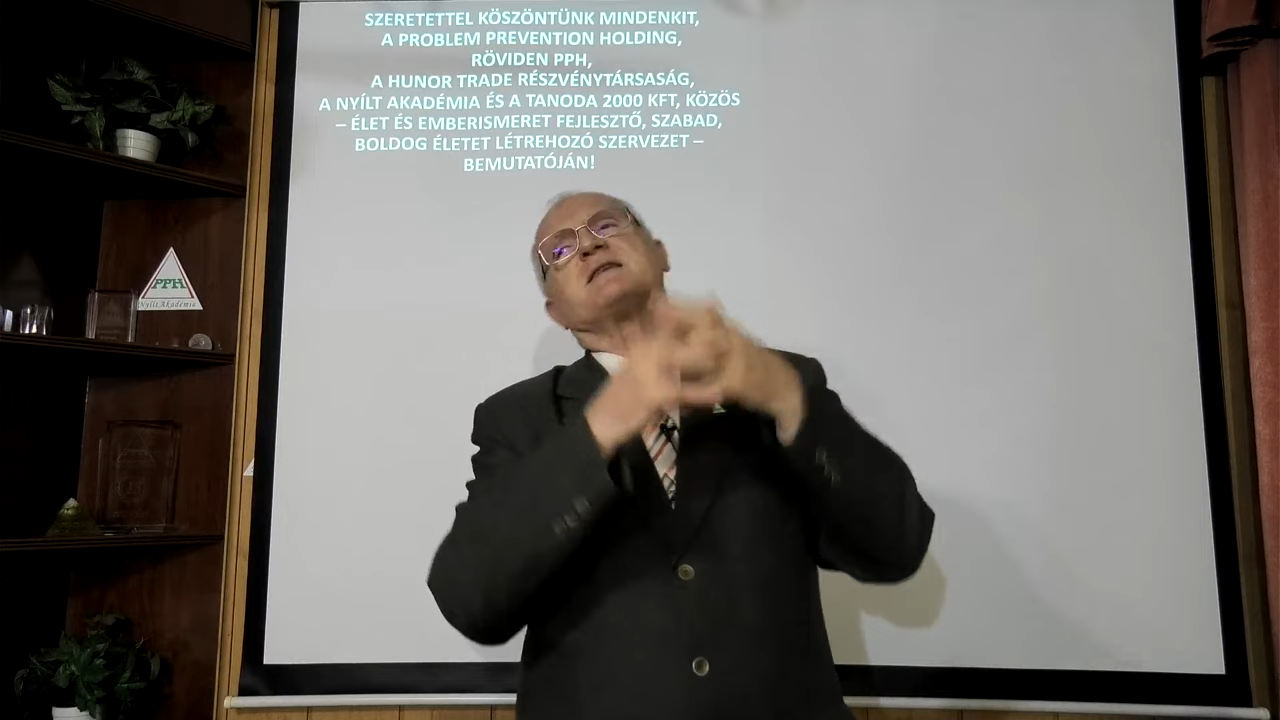 SZERETETTEL KÖSZÖNTÜNK MINDENKIT,
A PROBLEM PREVENTION HOLDING,
RÖVIDEN PPH,
A HUNOR TRADE RÉSZVÉNYTÁRSASÁG,
A NYÍLT AKADÉMIA ÉS A TANODA 2000 KFT, KÖZÖS
– ÉLET ÉS EMBERISMERET FEJLESZTŐ, SZABAD,
BOLDOG ÉLETET LÉTREHOZÓ SZERVEZET –
BEMUTATÓJÁN!
PPH
Nyílt Akadémia